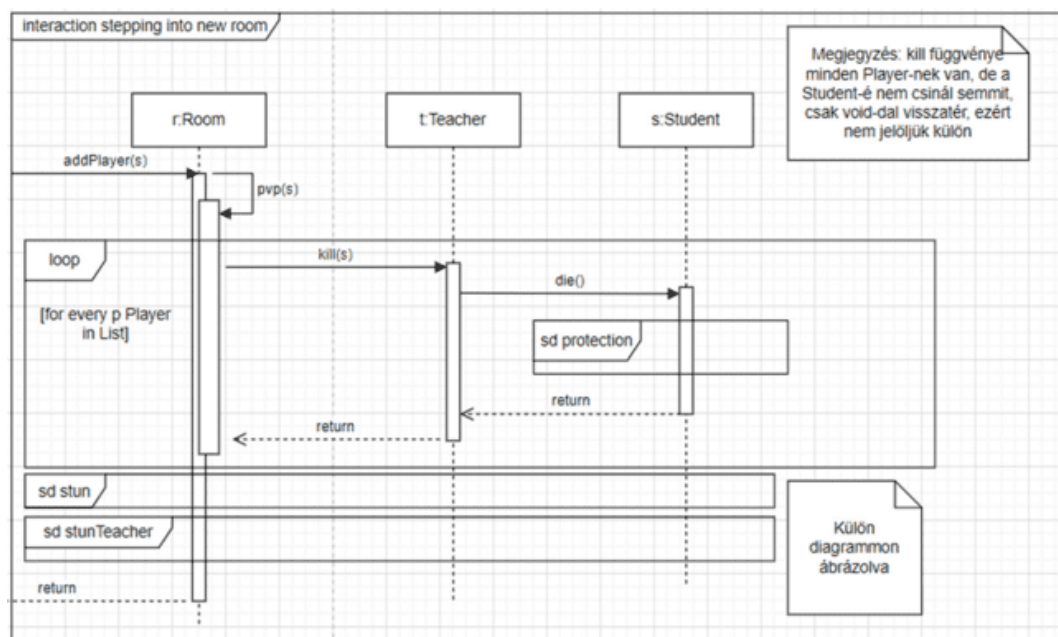 interaction stepping into new room
Megjegyzés: kill függvénye
minden Player-nek van, de a
Student-é nem csinál semmit,
csak void-dal visszatér, ezért
nem jelöljük külön
r:Room
t:Teacher
s:Student
addPlayer(s)
pvp(s)
loop
kill(s)
die()
[for every p Player
in List]
sd protection
return
return
sd stun
sd stunTeacher
Külön
diagrammon
ábrázolva
return